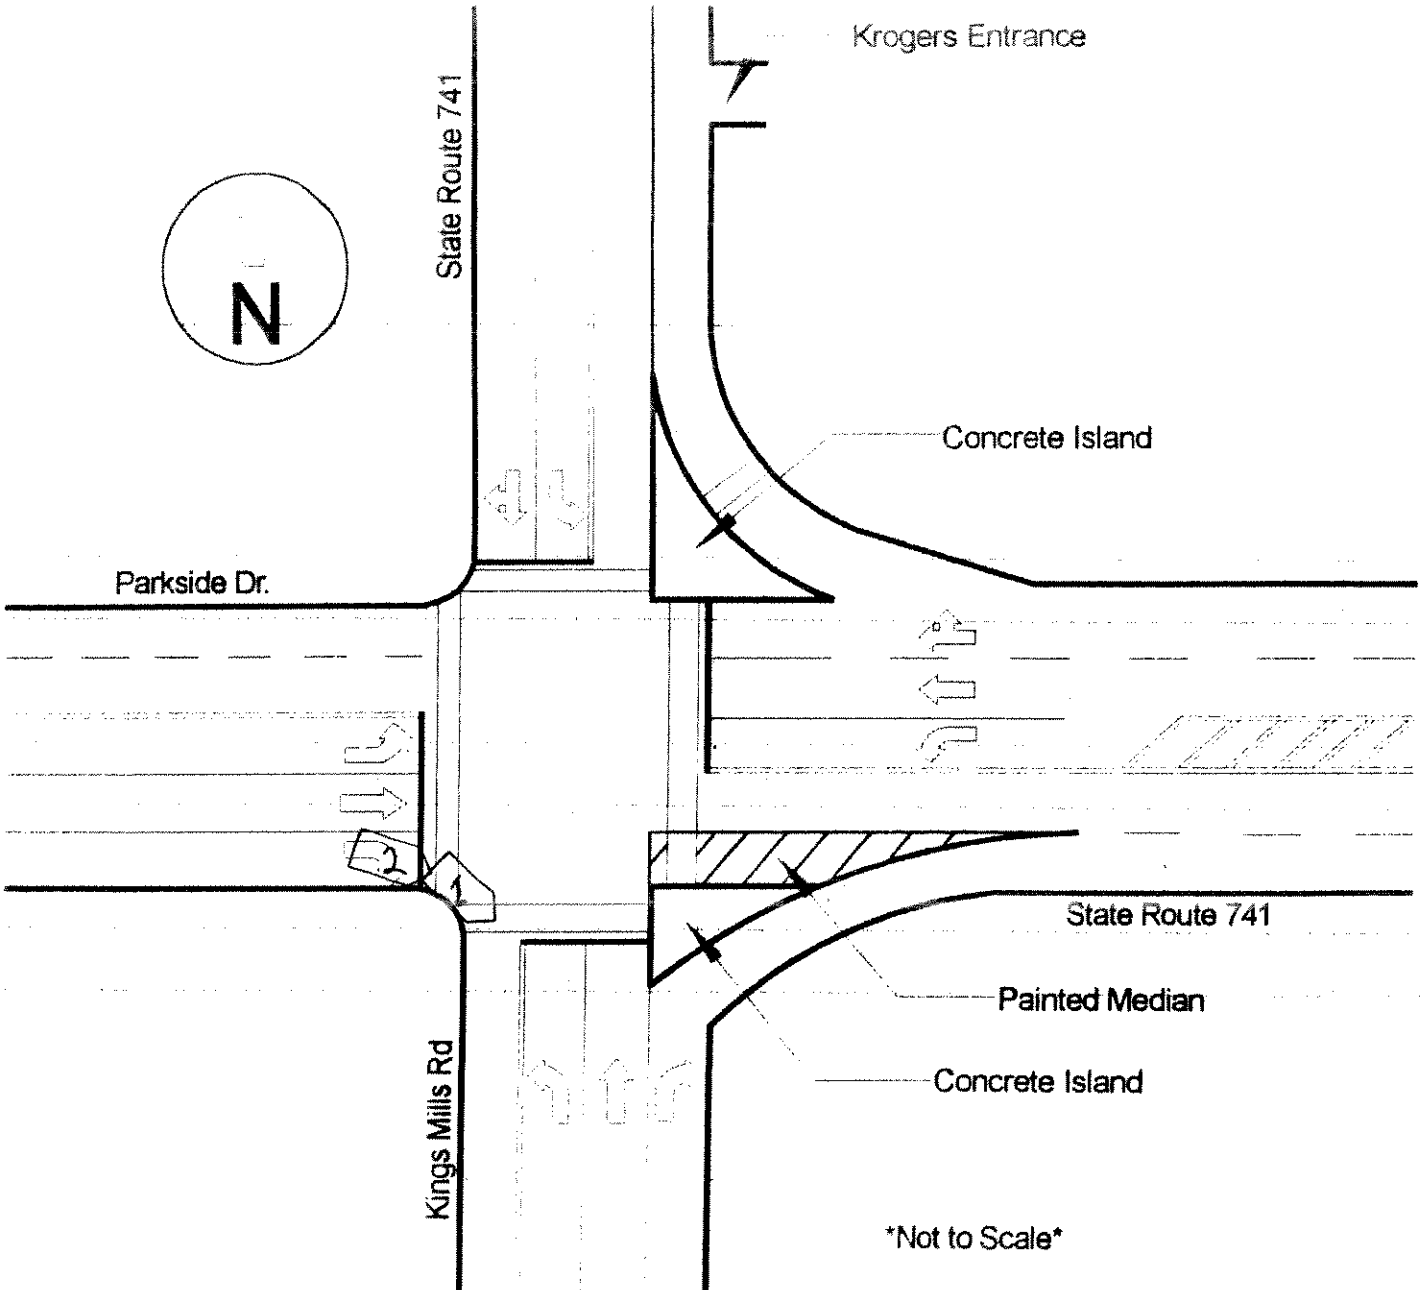 Krogers Entrance
State Route 741
N
Concrete Island
Parkside Dr.
2
1
State Route 741
Painted Median
Concrete Island
Kings Mills Rd
*Not to Scale*